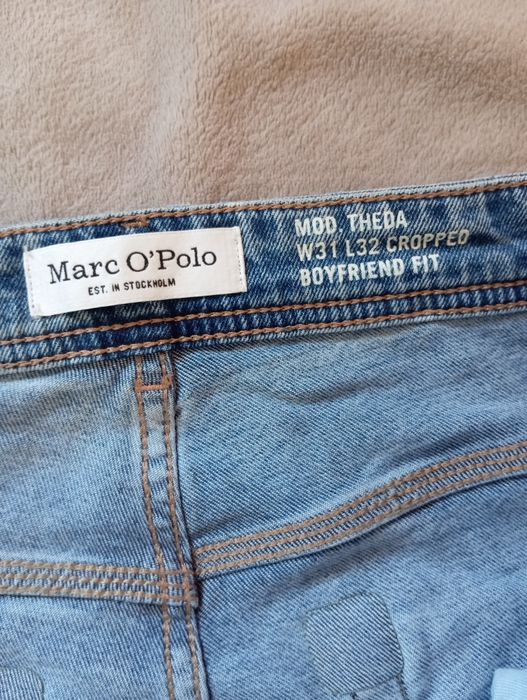 Marc O'Polo
EST. IN STOCKHOLM
MOD. THEDA
W31 L32 CROPPED
BOYFRIEND FIT